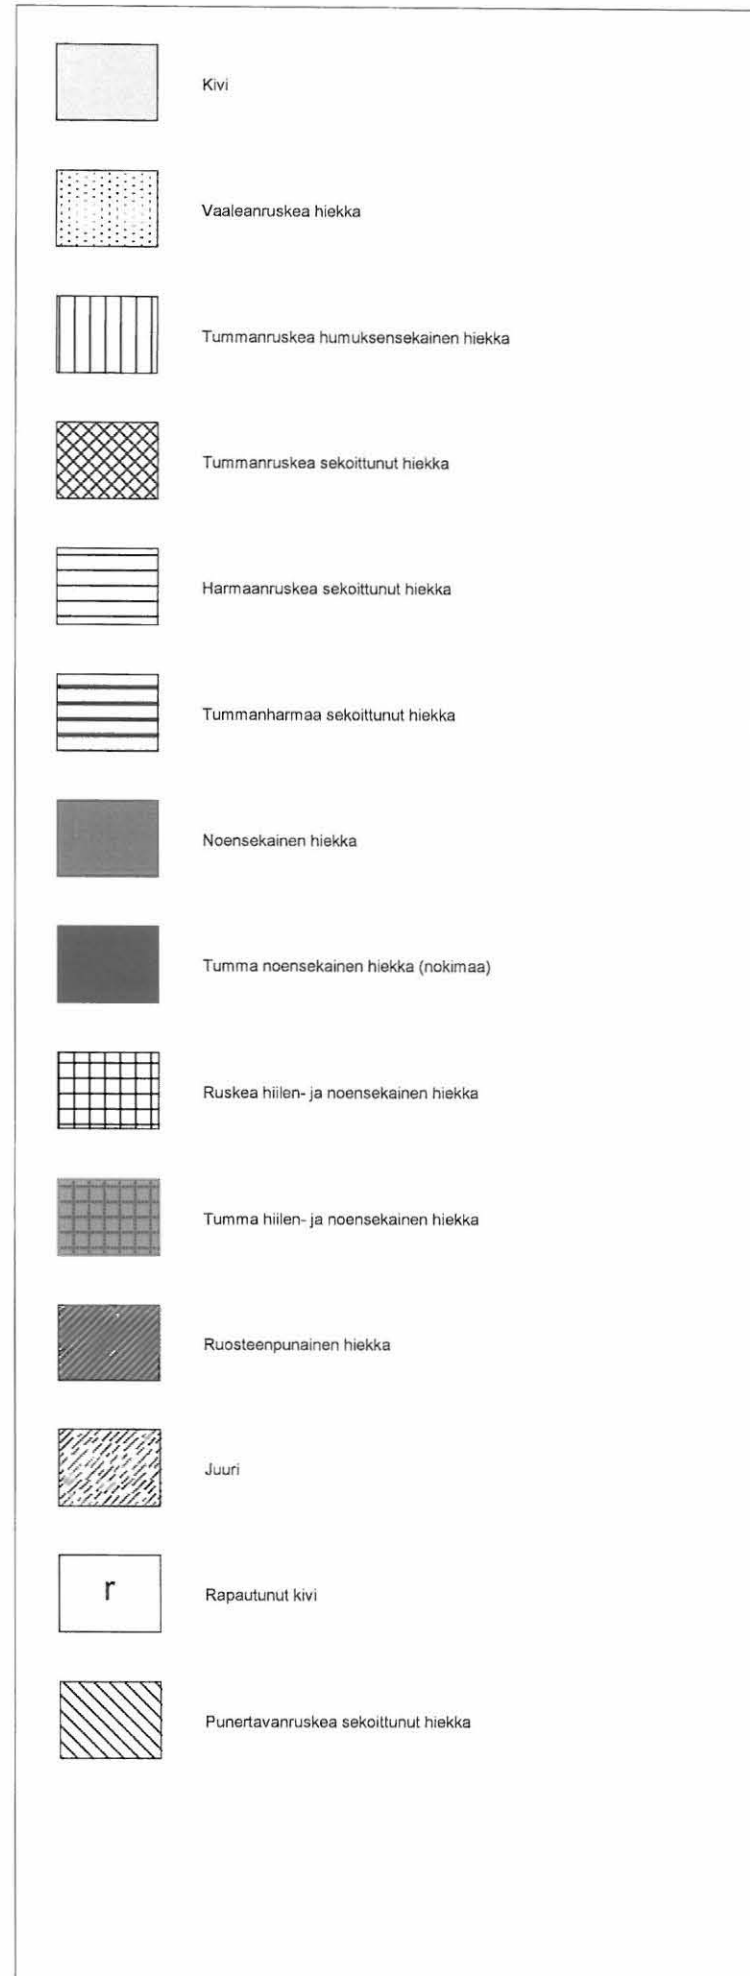 Kivi
Vaaleanruskea hiekka
Tummanruskea humuksensekainen hiekka
Tummanruskea sekoittunut hiekka
Harmaanruskea sekoittunut hiekka
Tummanharmaa sekoittunut hiekka
Noensekainen hiekka
Tumma noensekainen hiekka (nokimaa)
Ruskea hiilen- ja noensekainen hiekka
Tumma hiilen- ja noensekainen hiekka
Ruosteenpunainen hiekka
Juuri
r Rapautunut kivi
Punertavanruskea sekoittunut hiekka